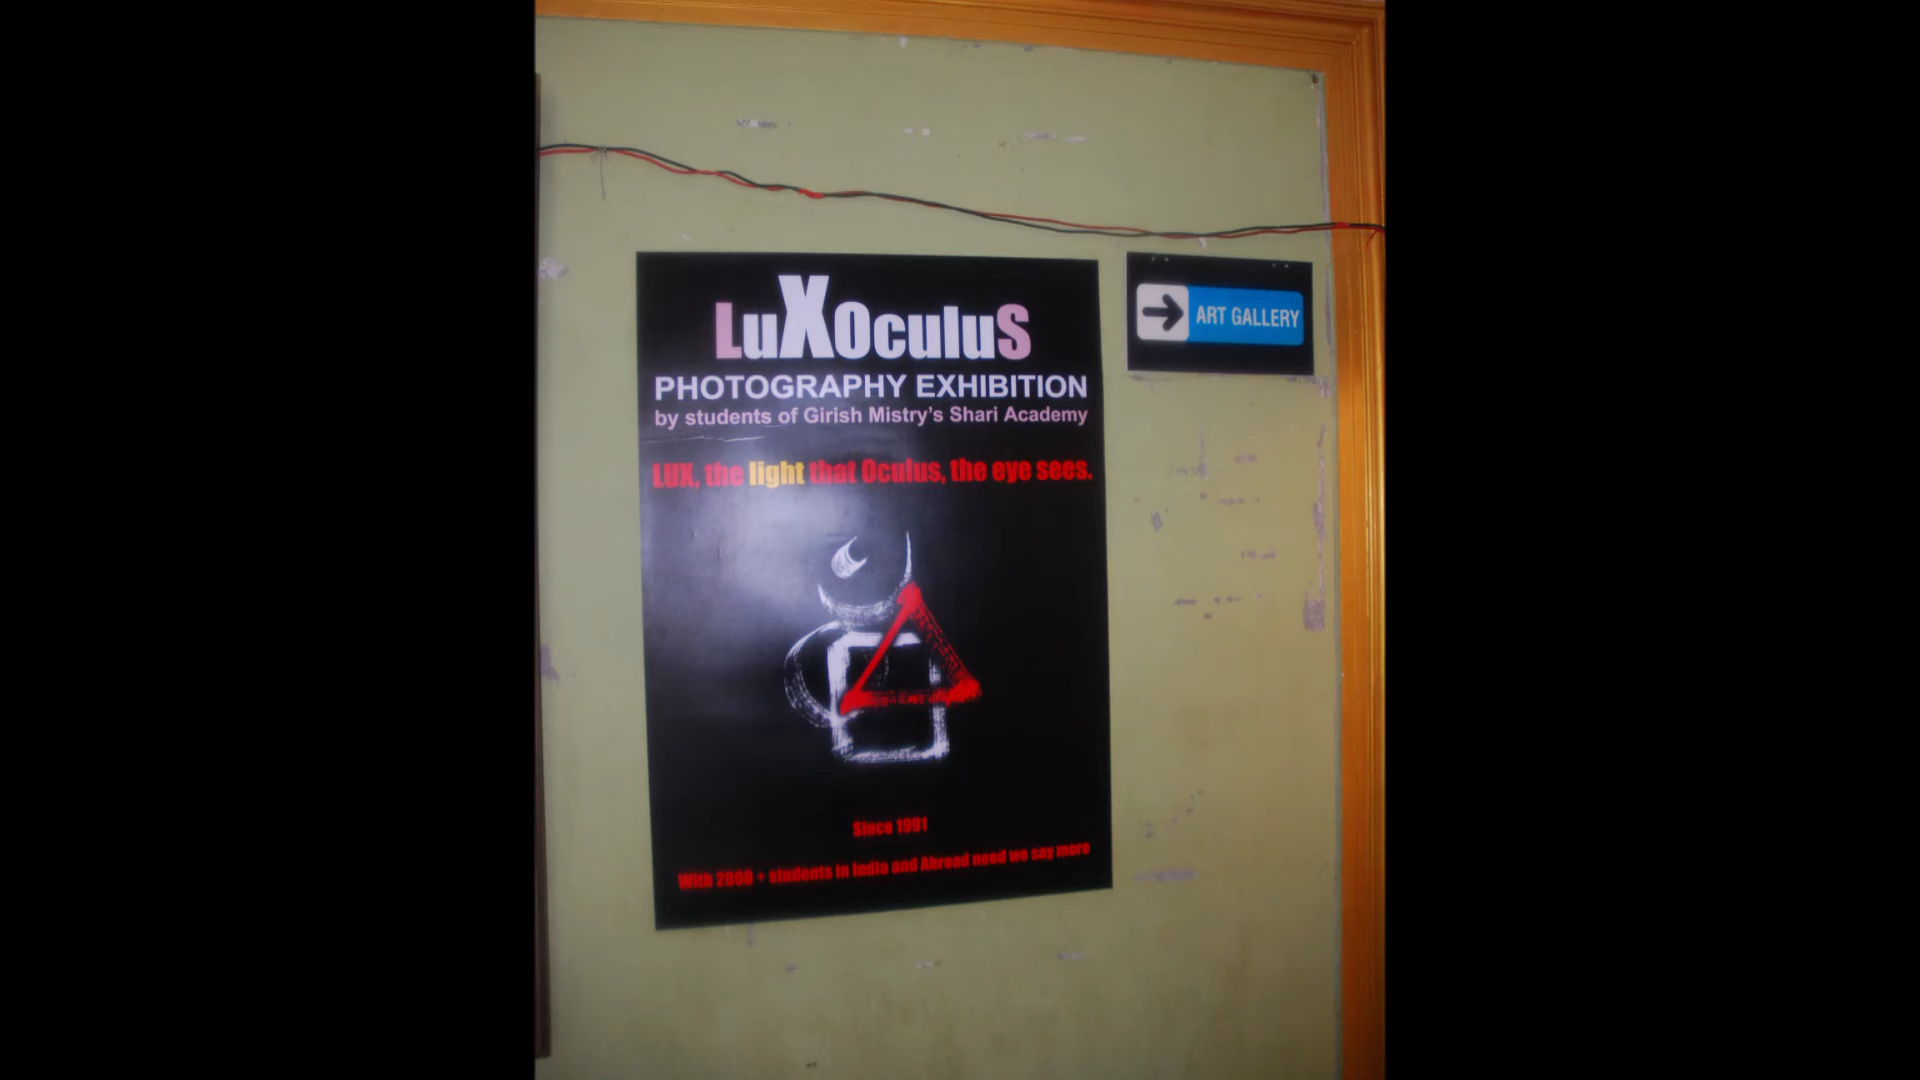 LuXOculuS
PHOTOGRAPHY EXHIBITION
by students of Girish Mistry's Shari Academy
LUX, the light that Oculus, the eye sees.
Since 1991
With 2000 + students in India and Abroad need we say more
ART GALLERY